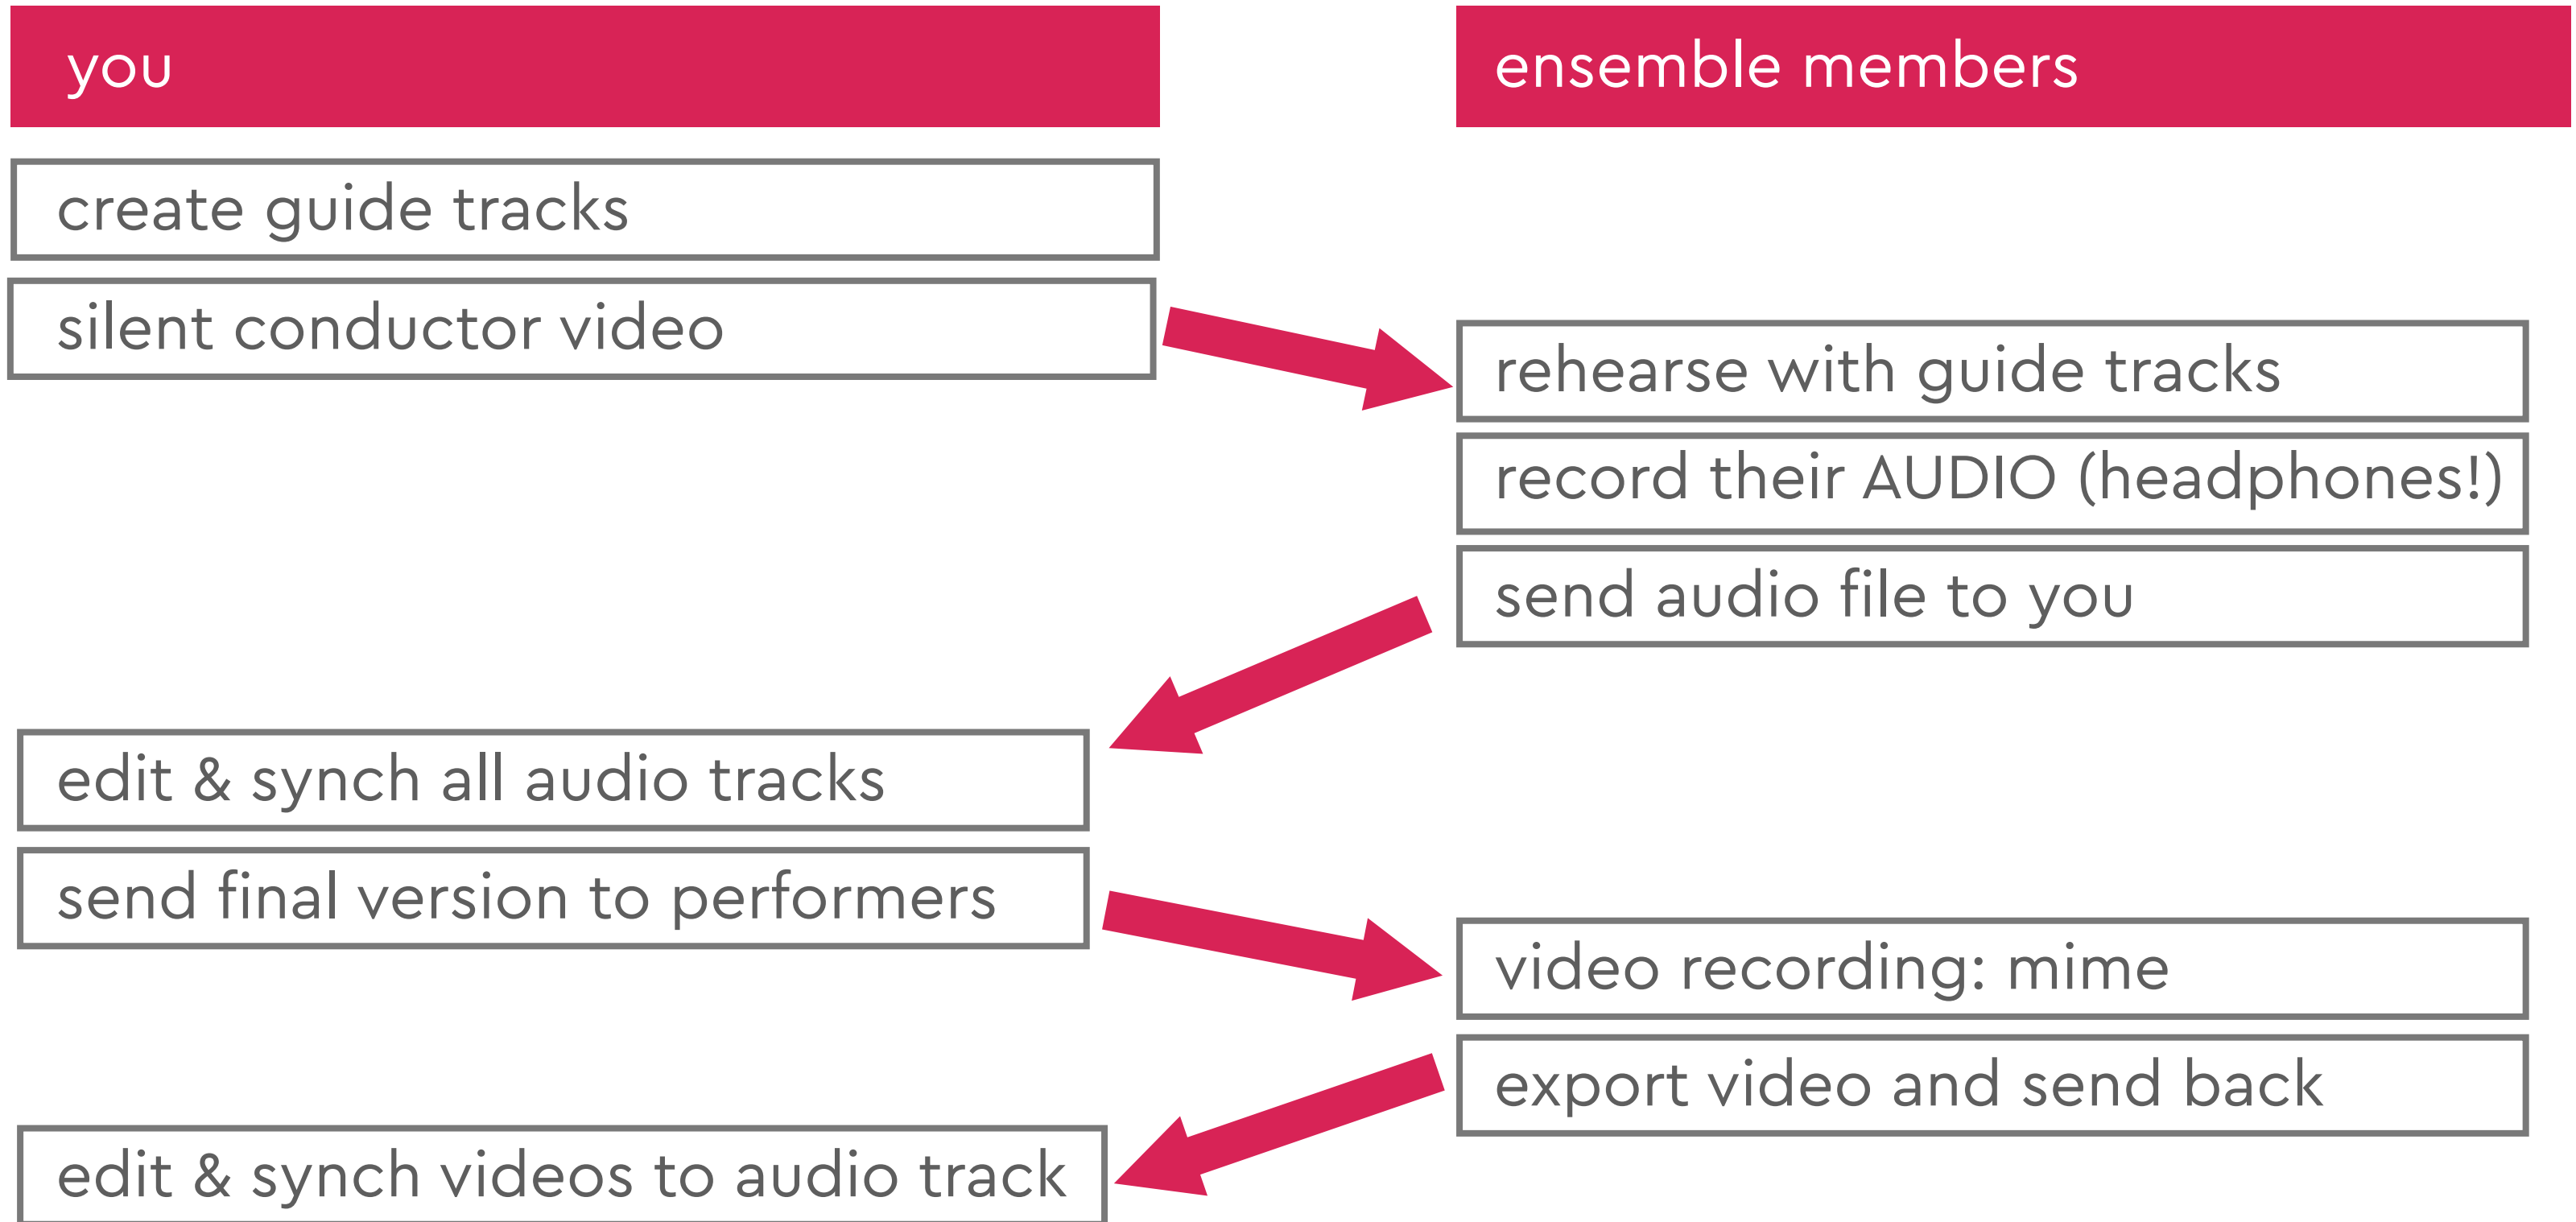 you
ensemble members
create guide tracks
silent conductor video
rehearse with guide tracks
record their AUDIO (headphones!)
send audio file to you
edit & synch all audio tracks
send final version to performers
video recording: mime
export video and send back
edit & synch videos to audio track